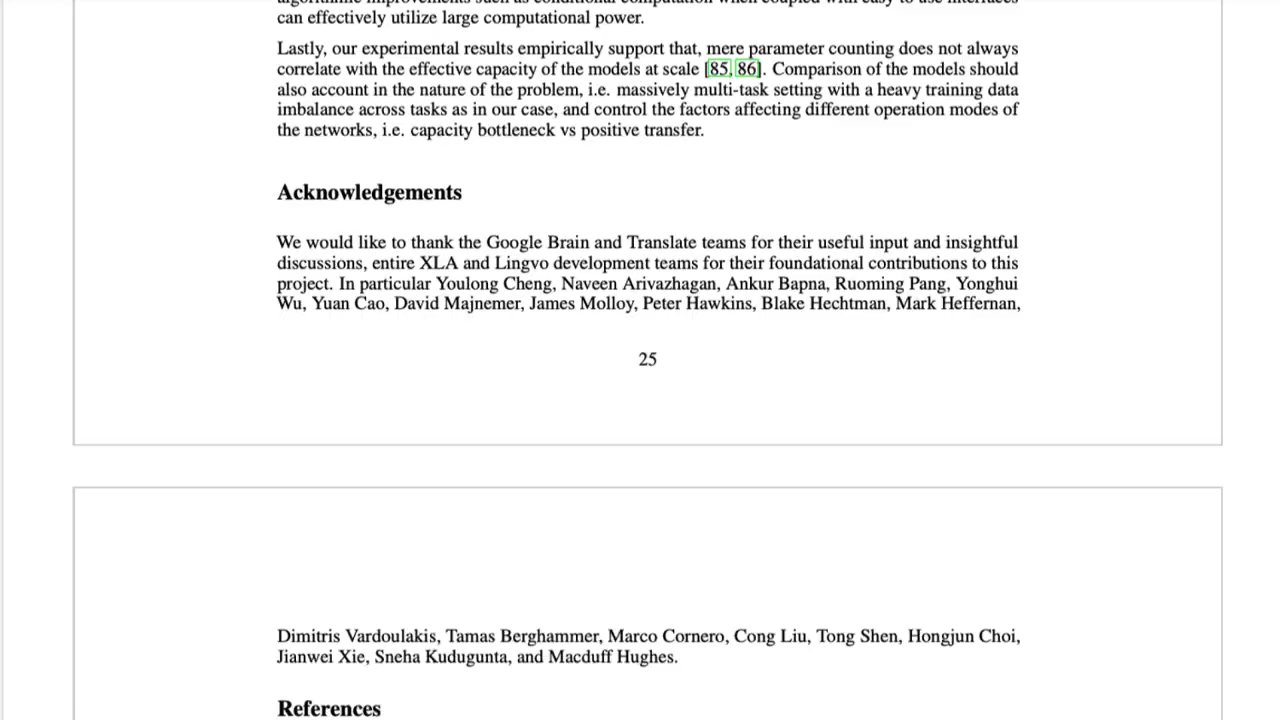 can effectively utilize large computational power.
Lastly, our experimental results empirically support that, mere parameter counting does not always
correlate with the effective capacity of the models at scale [85, 86]. Comparison of the models should
also account in the nature of the problem, i.e. massively multi-task setting with a heavy training data
imbalance across tasks as in our case, and control the factors affecting different operation modes of
the networks, i.e. capacity bottleneck vs positive transfer.
Acknowledgements
We would like to thank the Google Brain and Translate teams for their useful input and insightful
discussions, entire XLA and Lingvo development teams for their foundational contributions to this
project. In particular Youlong Cheng, Naveen Arivazhagan, Ankur Bapna, Ruoming Pang, Yonghui
Wu, Yuan Cao, David Majnemer, James Molloy, Peter Hawkins, Blake Hechtman, Mark Heffernan,
25
Dimitris Vardoulakis, Tamas Berghammer, Marco Cornero, Cong Liu, Tong Shen, Hongjun Choi,
Jianwei Xie, Sneha Kudugunta, and Macduff Hughes.
References